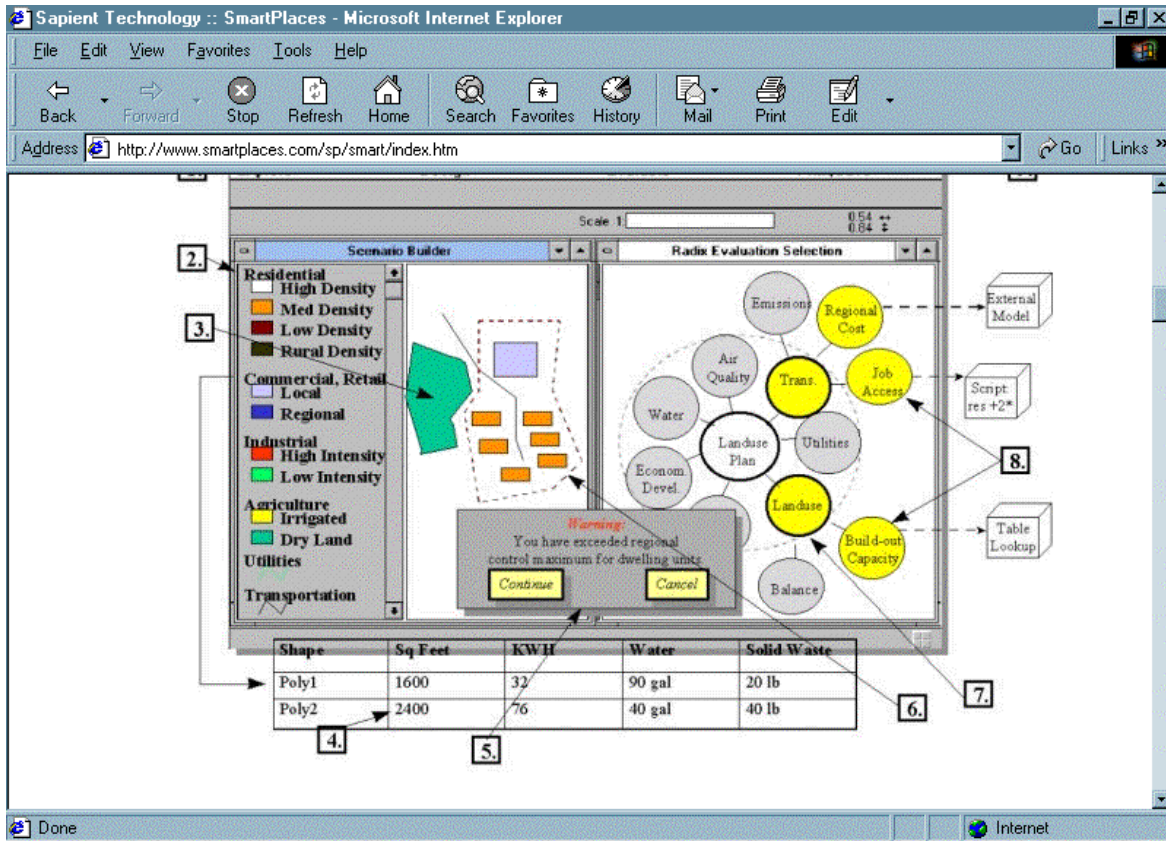 Sapient Technology :: SmartPlaces - Microsoft Internet Explorer
File Edit View Favorites Tools Help
Back Forward Stop Refresh Home Search Favorites History Mail Print Edit
Address http://www.smartplaces.com/sp/smart/index.htm Go Links »
Scale 1:
0.54
0.84
Scenario Builder
Radix Evaluation Selection
2.
Residential
High Density
Med Density
Low Density
Rural Density
3.
Commercial, Retail
Local
Regional
Industrial
High Intensity
Low Intensity
Agriculture
Irrigated
Dry Land
Utilities
Transportation
Emissions
Regional
Cost
External
Model
Air
Quality
Trans.
Job
Access
Script:
res +2*
Water
Landuse
Plan
Utilities
8.
Econom.
Devel.
Landuse
Build-out
Capacity
Table
Lookup
Balance
Warning:
You have exceeded regional
control maximum for dwelling units.
Continue Cancel
Shape Sq Feet KWH Water Solid Waste
Poly1 1600 32 90 gal 20 lb
Poly2 2400 76 40 gal 40 lb
4.
5.
6.
7.
Done Internet